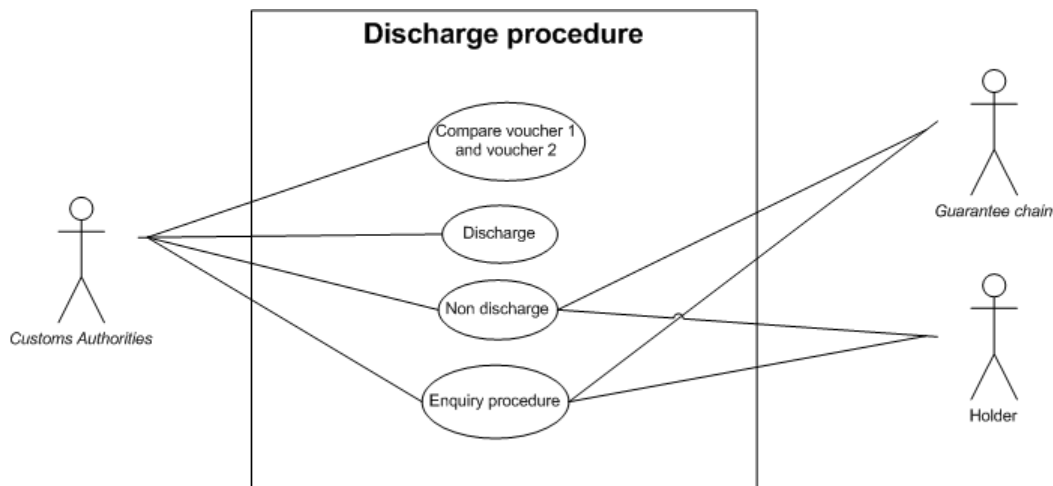 Discharge procedure
Compare voucher 1
and voucher 2
Guarantee chain
Discharge
Non discharge
Customs Authorities
Enquiry procedure
Holder